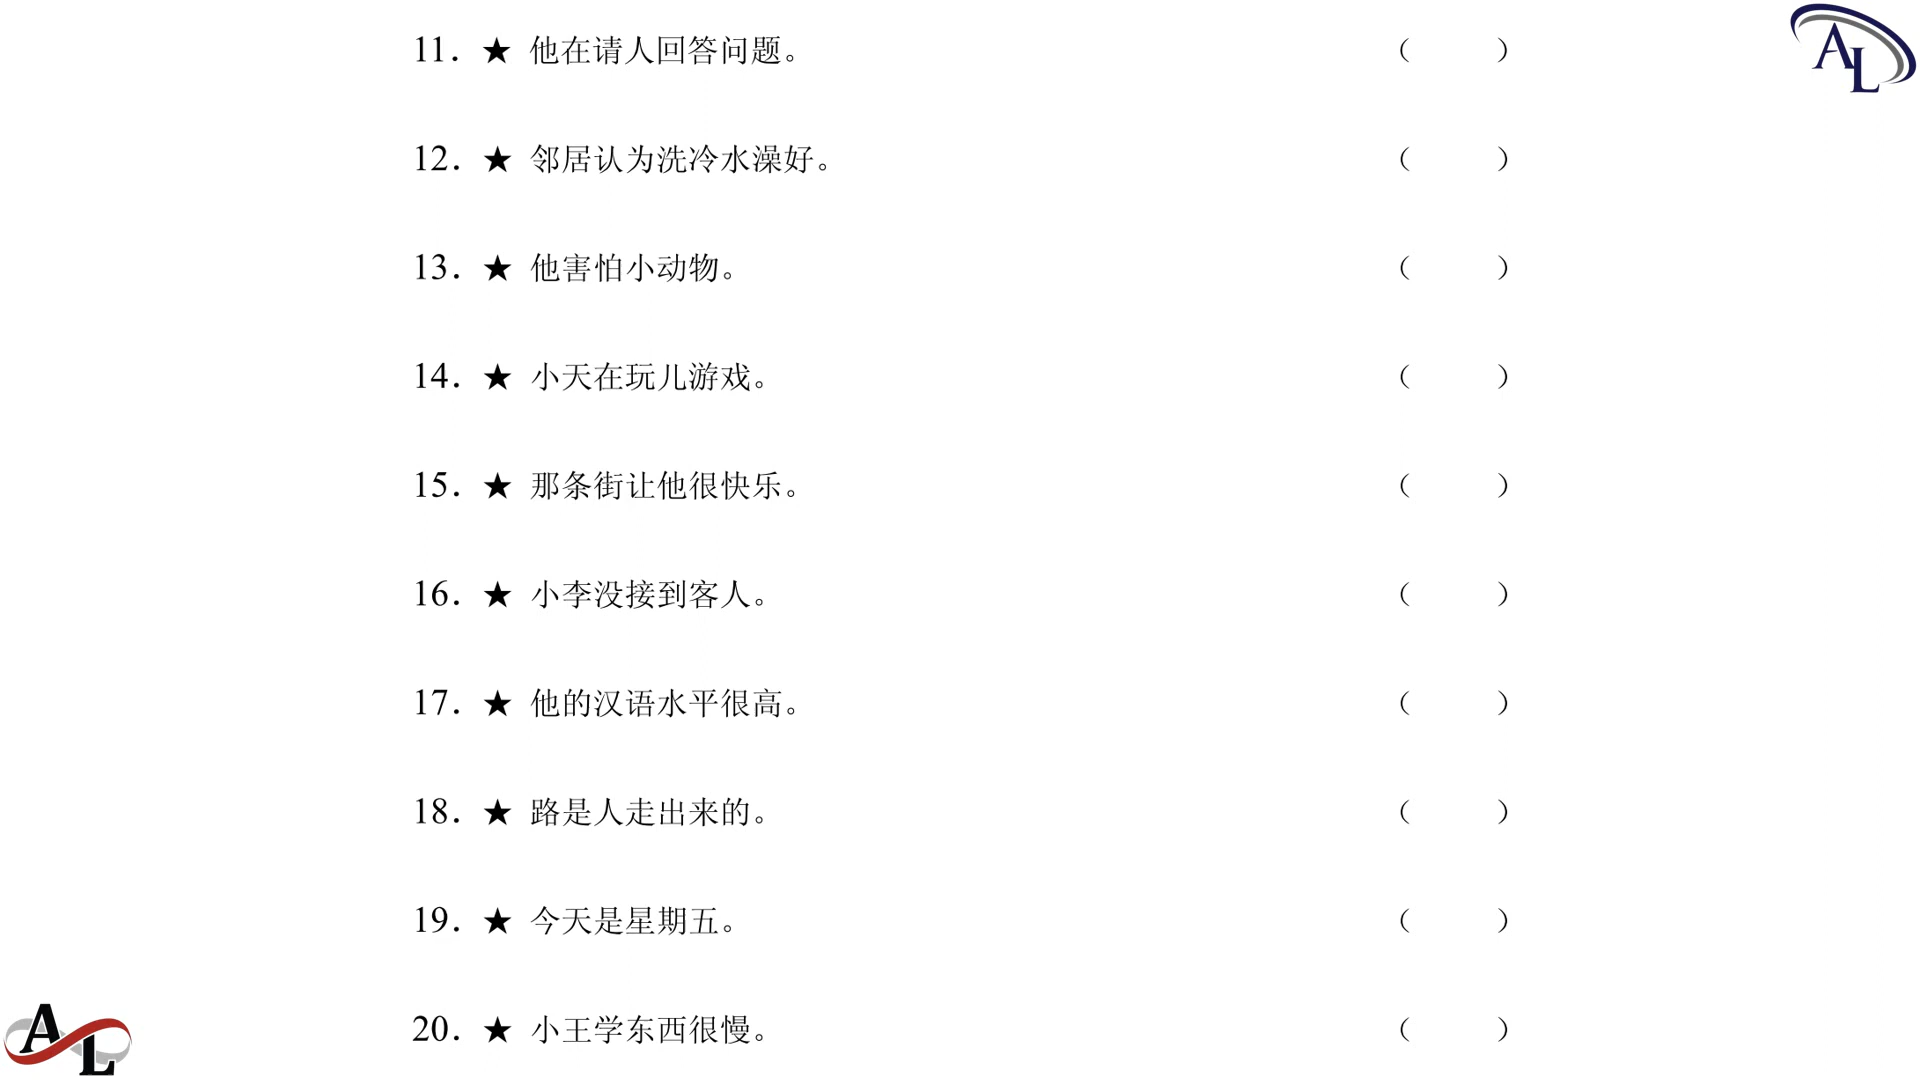 AL
11. ★ 他在请人回答问题。 ( )
12. ★ 邻居认为洗冷水澡好。 ( )
13. ★ 他害怕小动物。 ( )
14. ★ 小天在玩儿游戏。 ( )
15. ★ 那条街让他很快乐。 ( )
16. ★ 小李没接到客人。 ( )
17. ★ 他的汉语水平很高。 ( )
18. ★ 路是人走出来的。 ( )
19. ★ 今天是星期五。 ( )
20. ★ 小王学东西很慢。 ( )
AL